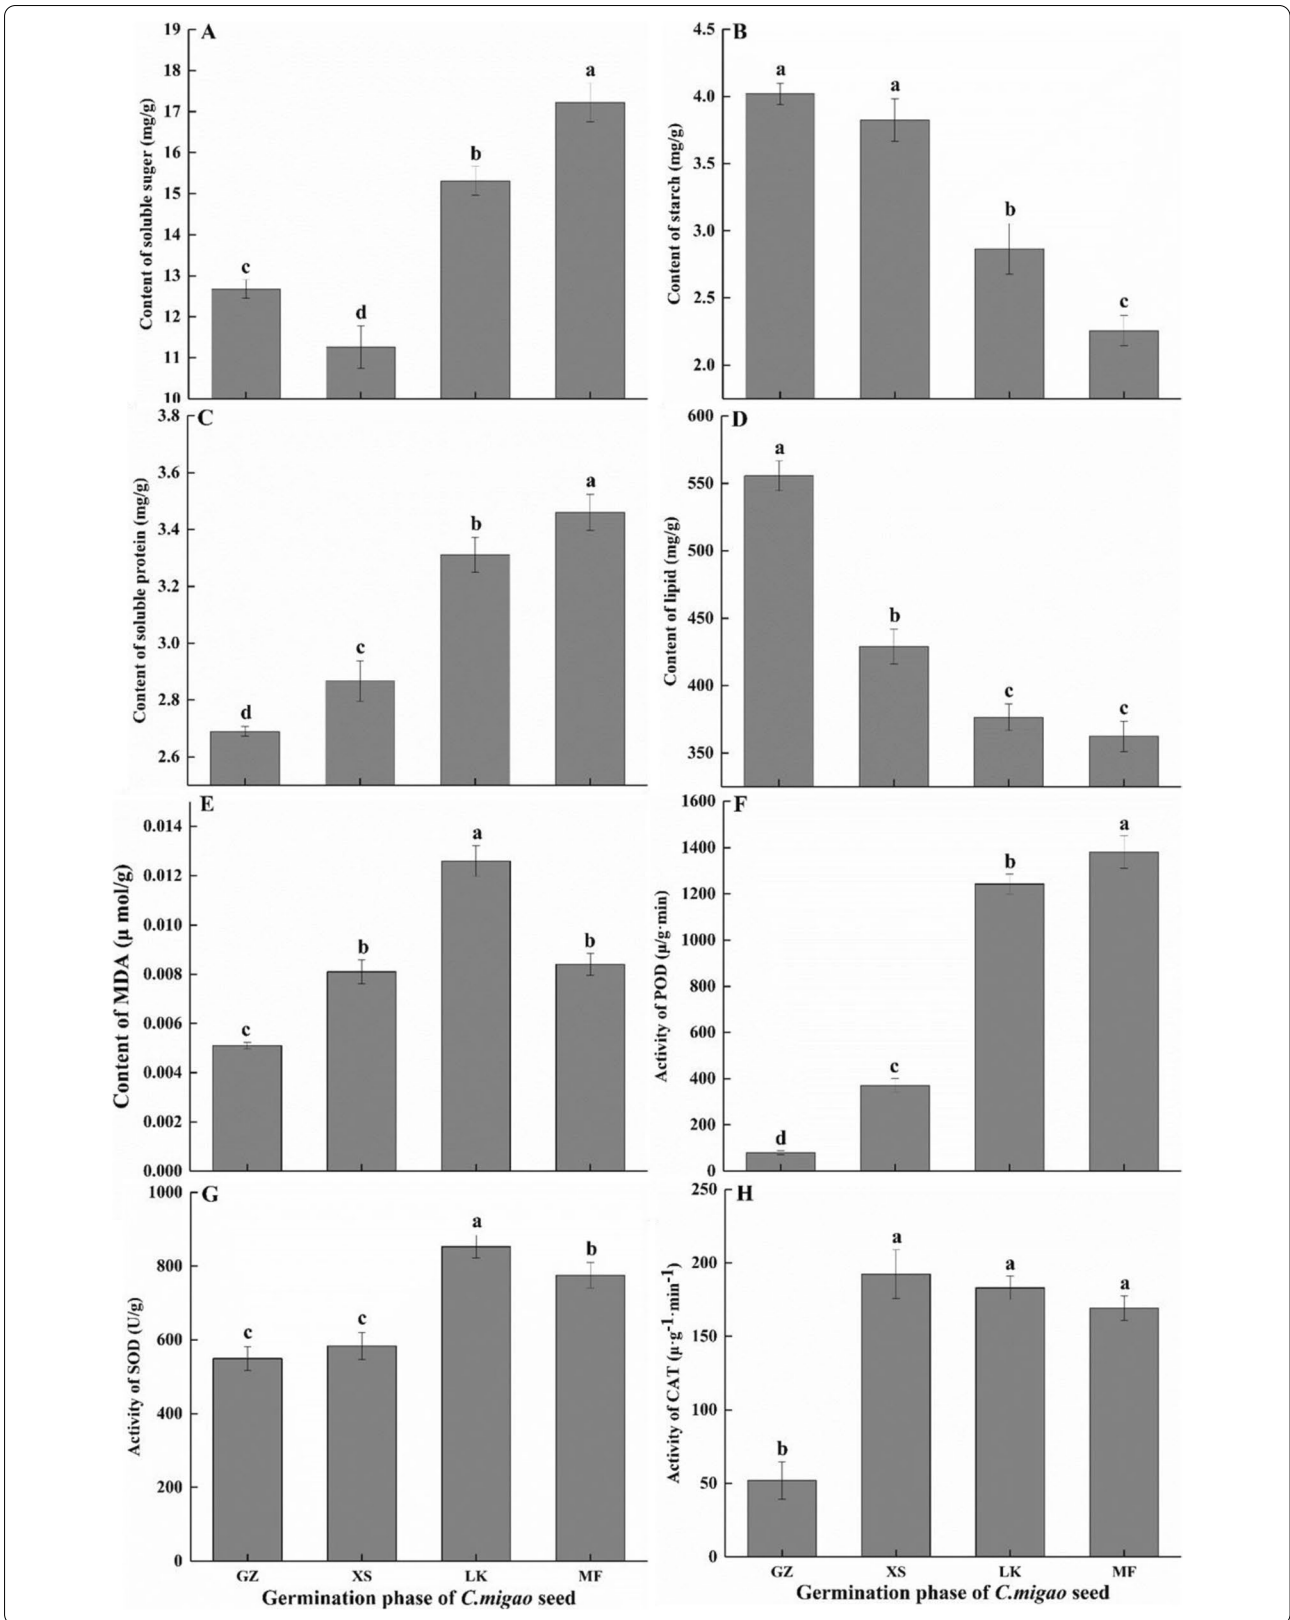 A
19
18
17
16
15
14
13
12
11
10
Content of soluble suger (mg/g)
c
d
b
a
B
4.5
4.0
3.5
3.0
2.5
2.0
Content of starch (mg/g)
a
a
b
c
C
3.8
3.6
3.4
3.2
3.0
2.8
2.6
Content of soluble protein (mg/g)
d
c
b
a
D
600
550
500
450
400
350
Content of lipid (mg/g)
a
b
c
c
E
0.014
0.012
0.010
0.008
0.006
0.004
0.002
0.000
Content of MDA (μ mol/g)
c
b
a
b
F
1600
1400
1200
1000
800
600
400
200
0
Activity of POD (μ/g·min)
d
c
b
a
G
1000
800
600
400
200
0
Activity of SOD (U/g)
c
c
a
b
GZ XS LK MF
Germination phase of C.migao seed
H
250
200
150
100
50
0
Activity of CAT (μ·g⁻¹·min⁻¹)
b
a
a
a
GZ XS LK MF
Germination phase of C.migao seed